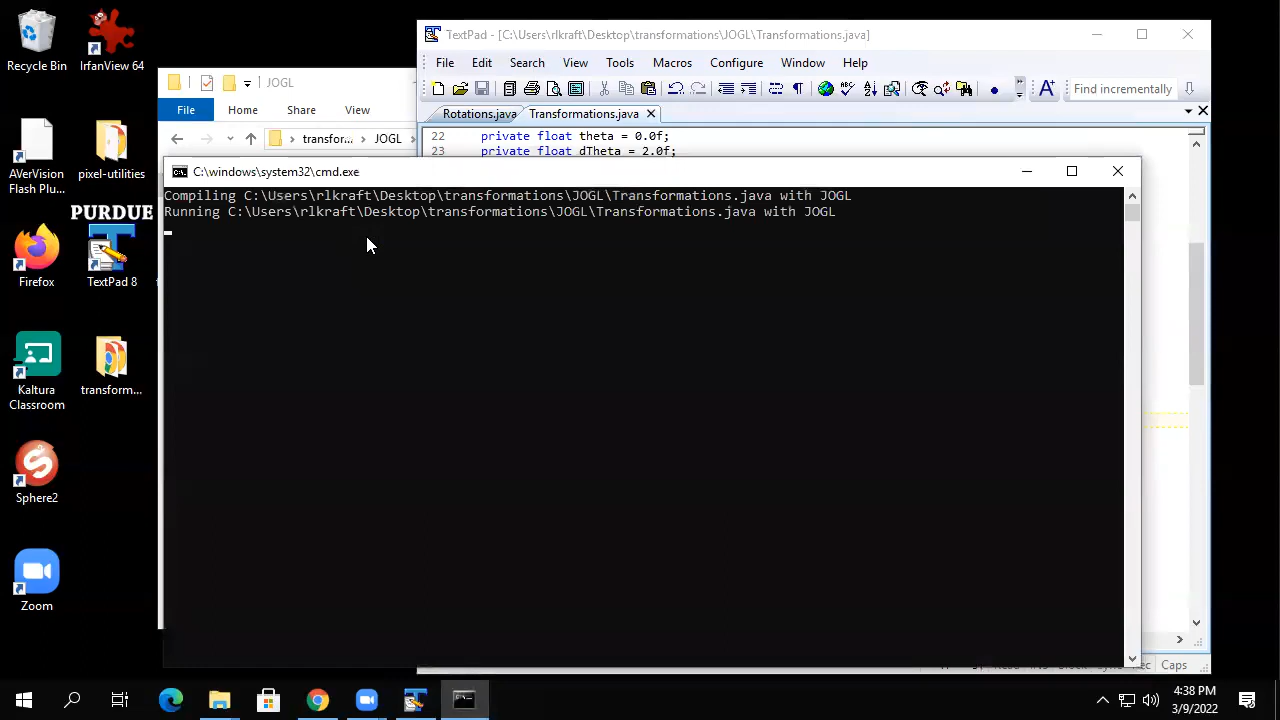 Recycle Bin
IrfanView 64
AVerVision
Flash Plu...
pixel-utilities
PURDUE
Firefox
TextPad 8
Kaltura
Classroom
transform...
Sphere2
Zoom
JOGL
File
Home
Share
View
transfor...
JOGL
TextPad - [C:\Users\rlkraft\Desktop\transformations\JOGL\Transformations.java]
File Edit Search View Tools Macros Configure Window Help
Find incrementally
Rotations.java
Transformations.java
22 private float theta = 0.0f;
23 private float dTheta = 2.0f;
C:\windows\system32\cmd.exe
Compiling C:\Users\rlkraft\Desktop\transformations\JOGL\Transformations.java with JOGL
Running C:\Users\rlkraft\Desktop\transformations\JOGL\Transformations.java with JOGL
Caps
4:38 PM
3/9/2022